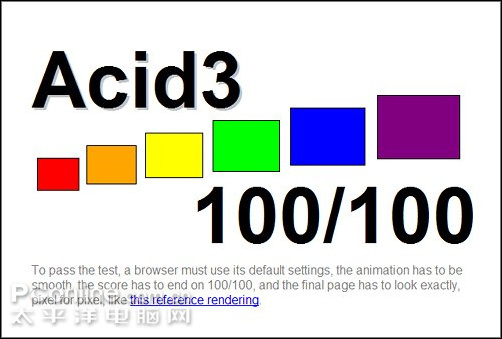 Acid3
100/100
To pass the test, a browser must use its default settings, the animation has to be
smooth, the score has to end on 100/100, and the final page has to look exactly,
pixel for pixel, like this reference rendering.
Pconline.com.cn
太平洋电脑网